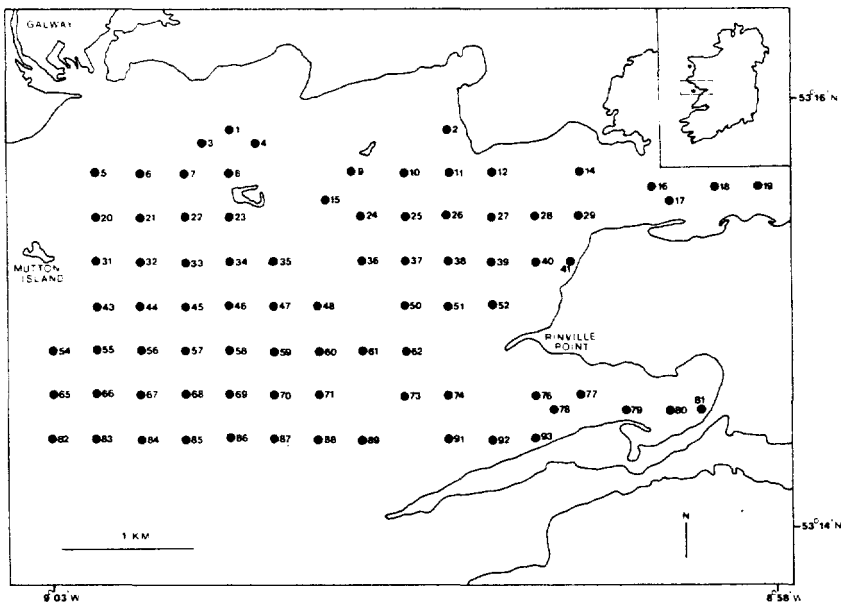 GALWAY
53°16' N
1
2
3 4
5 6 7 8 9 10 11 12 14
15 16 17 18 19
20 21 22 23 24 25 26 27 28 29
31 32 33 34 35 36 37 38 39 40 41
MUTTON
ISLAND
43 44 45 46 47 48 50 51 52
RINVILLE
POINT
54 55 56 57 58 59 60 61 62
65 66 67 68 69 70 71 73 74 76 77
78 79 80 81
82 83 84 85 86 87 88 89 91 92 93
1 KM
N
53°14' N
9°03' W
8°58' W